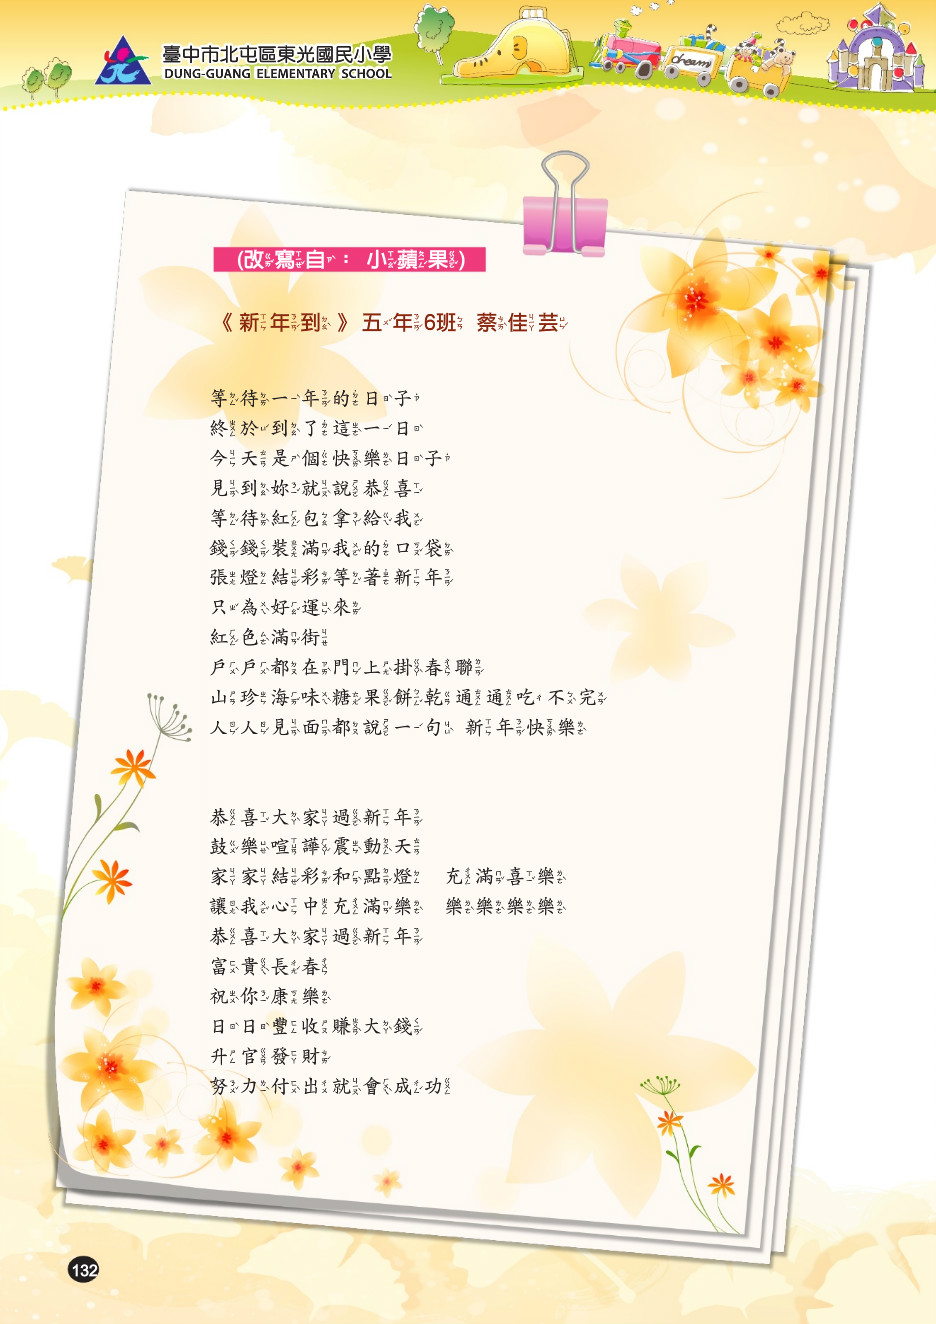 臺中市北屯區東光國民小學
DUNG-GUANG ELEMENTARY SCHOOL
dream
(改寫自：小蘋果)
《新年到》五年6班 蔡佳芸
等待一年的日子
終於到了這一日
今天是個快樂日子
見到妳就說恭喜
等待紅包拿給我
錢錢裝滿我的口袋
張燈結彩等著新年
只為好運來
紅色滿街
戶戶都在門上掛春聯
山珍海味糖果餅乾通通吃不完
人人見面都說一句 新年快樂
恭喜大家過新年
鼓樂喧譁震動天
家家結彩和點燈 充滿喜樂
讓我心中充滿樂 樂樂樂樂
恭喜大家過新年
富貴長春
祝你康樂
日日豐收賺大錢
升官發財
努力付出就會成功
132